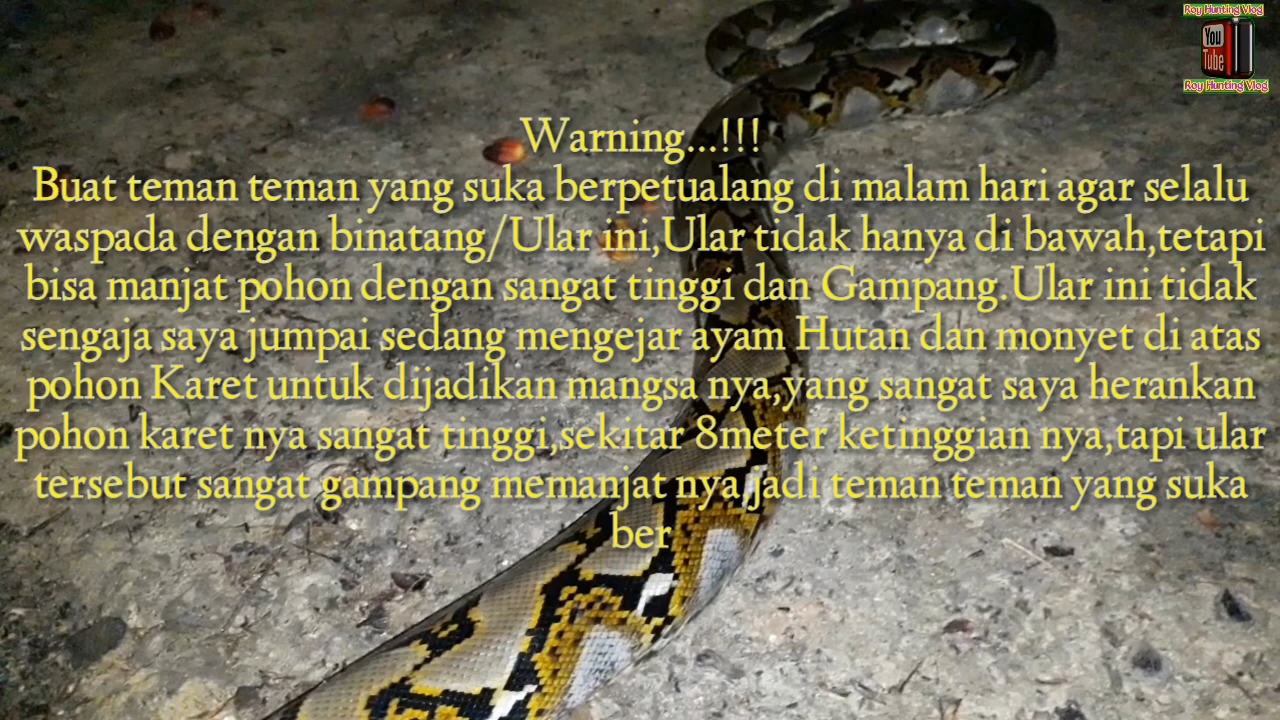 Roy Hunting Vlog
You
Tube
Roy Hunting Vlog
Warning...!!!
Buat teman teman yang suka berpetualang di malam hari agar selalu
waspada dengan binatang/Ular ini,Ular tidak hanya di bawah,tetapi
bisa manjat pohon dengan sangat tinggi dan Gampang.Ular ini tidak
sengaja saya jumpai sedang mengejar ayam Hutan dan monyet di atas
pohon Karet untuk dijadikan mangsa nya,yang sangat saya herankan
pohon karet nya sangat tinggi,sekitar 8meter ketinggian nya,tapi ular
tersebut sangat gampang memanjat nya,jadi teman teman yang suka
ber